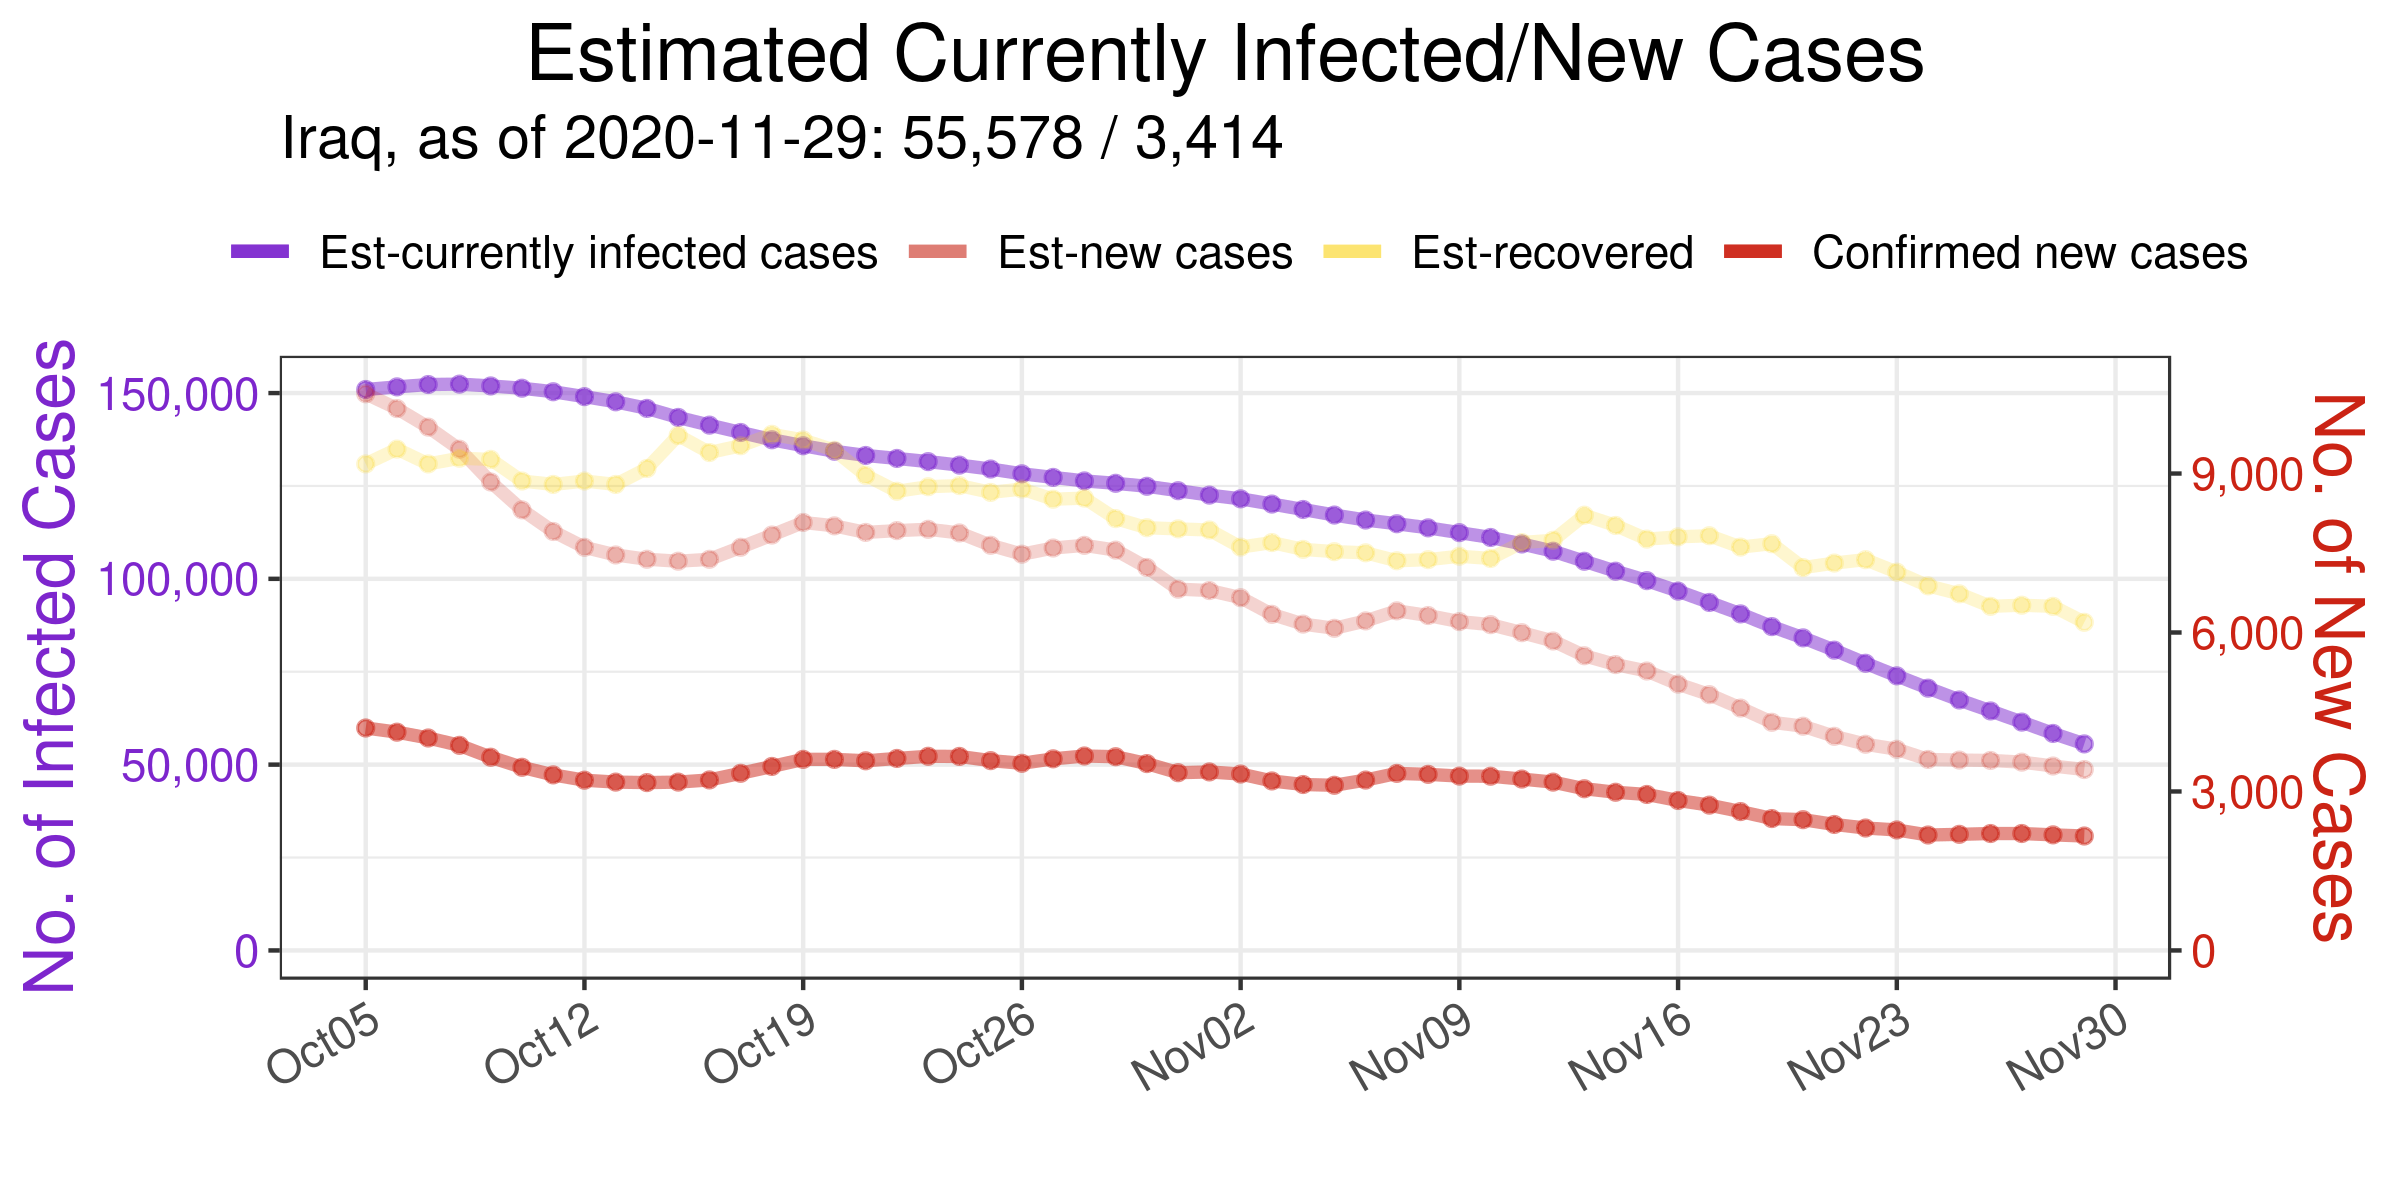 Estimated Currently Infected/New Cases
Iraq, as of 2020-11-29: 55,578 / 3,414
Est-currently infected cases Est-new cases Est-recovered Confirmed new cases
No. of Infected Cases
150,000
100,000
50,000
0
9,000
6,000
3,000
0
No. of New Cases
Oct05 Oct12 Oct19 Oct26 Nov02 Nov09 Nov16 Nov23 Nov30